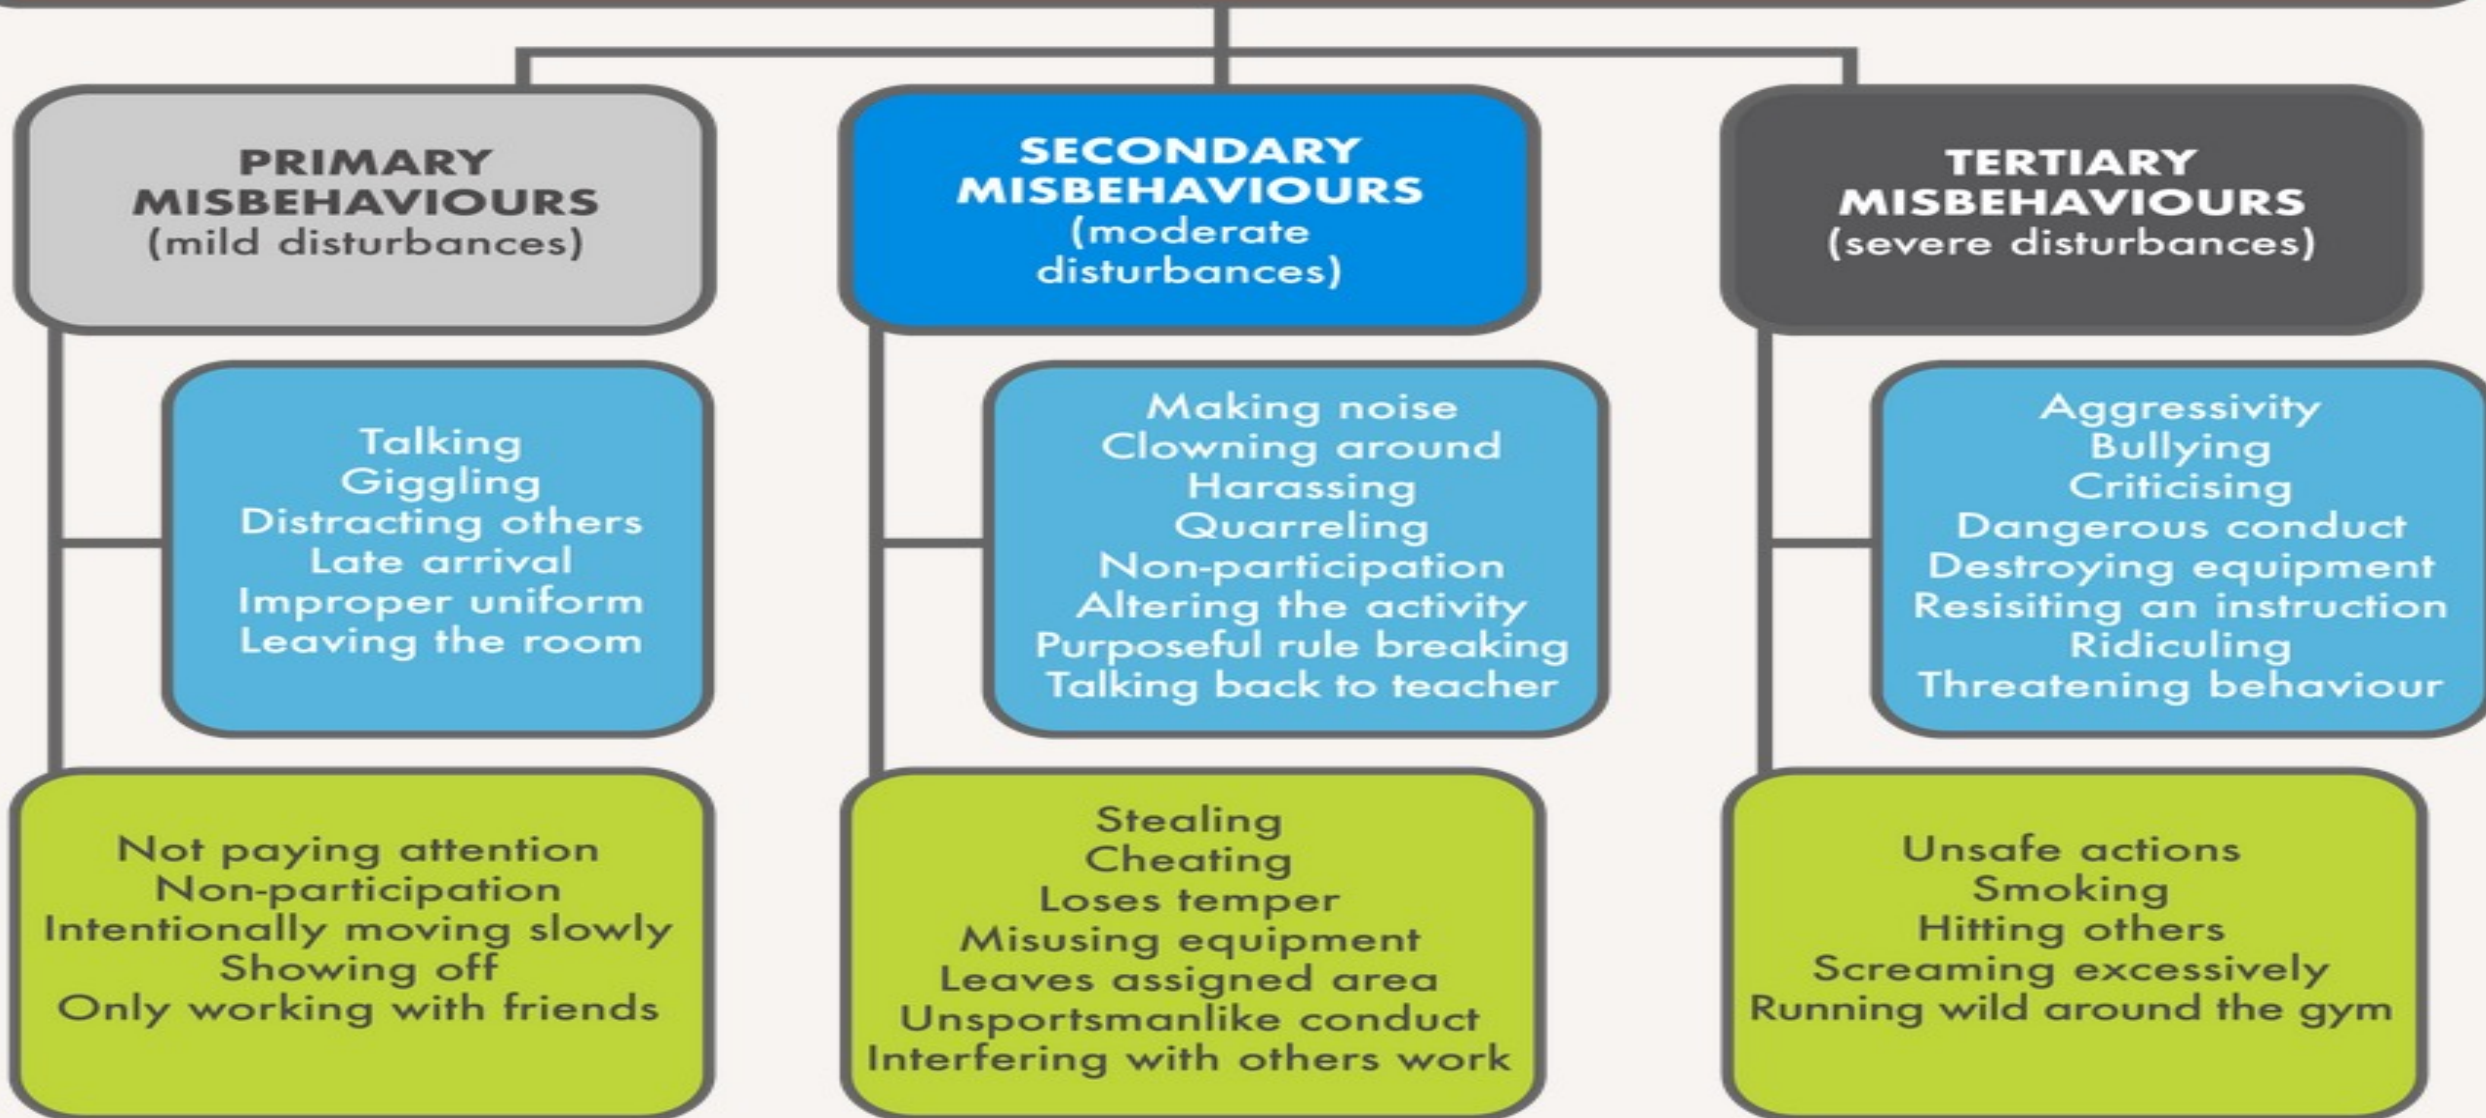 PRIMARY
MISBEHAVIOURS
(mild disturbances)
Talking
Giggling
Distracting others
Late arrival
Improper uniform
Leaving the room
Not paying attention
Non-participation
Intentionally moving slowly
Showing off
Only working with friends
SECONDARY
MISBEHAVIOURS
(moderate
disturbances)
Making noise
Clowning around
Harassing
Quarreling
Non-participation
Altering the activity
Purposeful rule breaking
Talking back to teacher
Stealing
Cheating
Loses temper
Misusing equipment
Leaves assigned area
Unsportsmanlike conduct
Interfering with others work
TERTIARY
MISBEHAVIOURS
(severe disturbances)
Aggressivity
Bullying
Criticising
Dangerous conduct
Destroying equipment
Resisiting an instruction
Ridiculing
Threatening behaviour
Unsafe actions
Smoking
Hitting others
Screaming excessively
Running wild around the gym